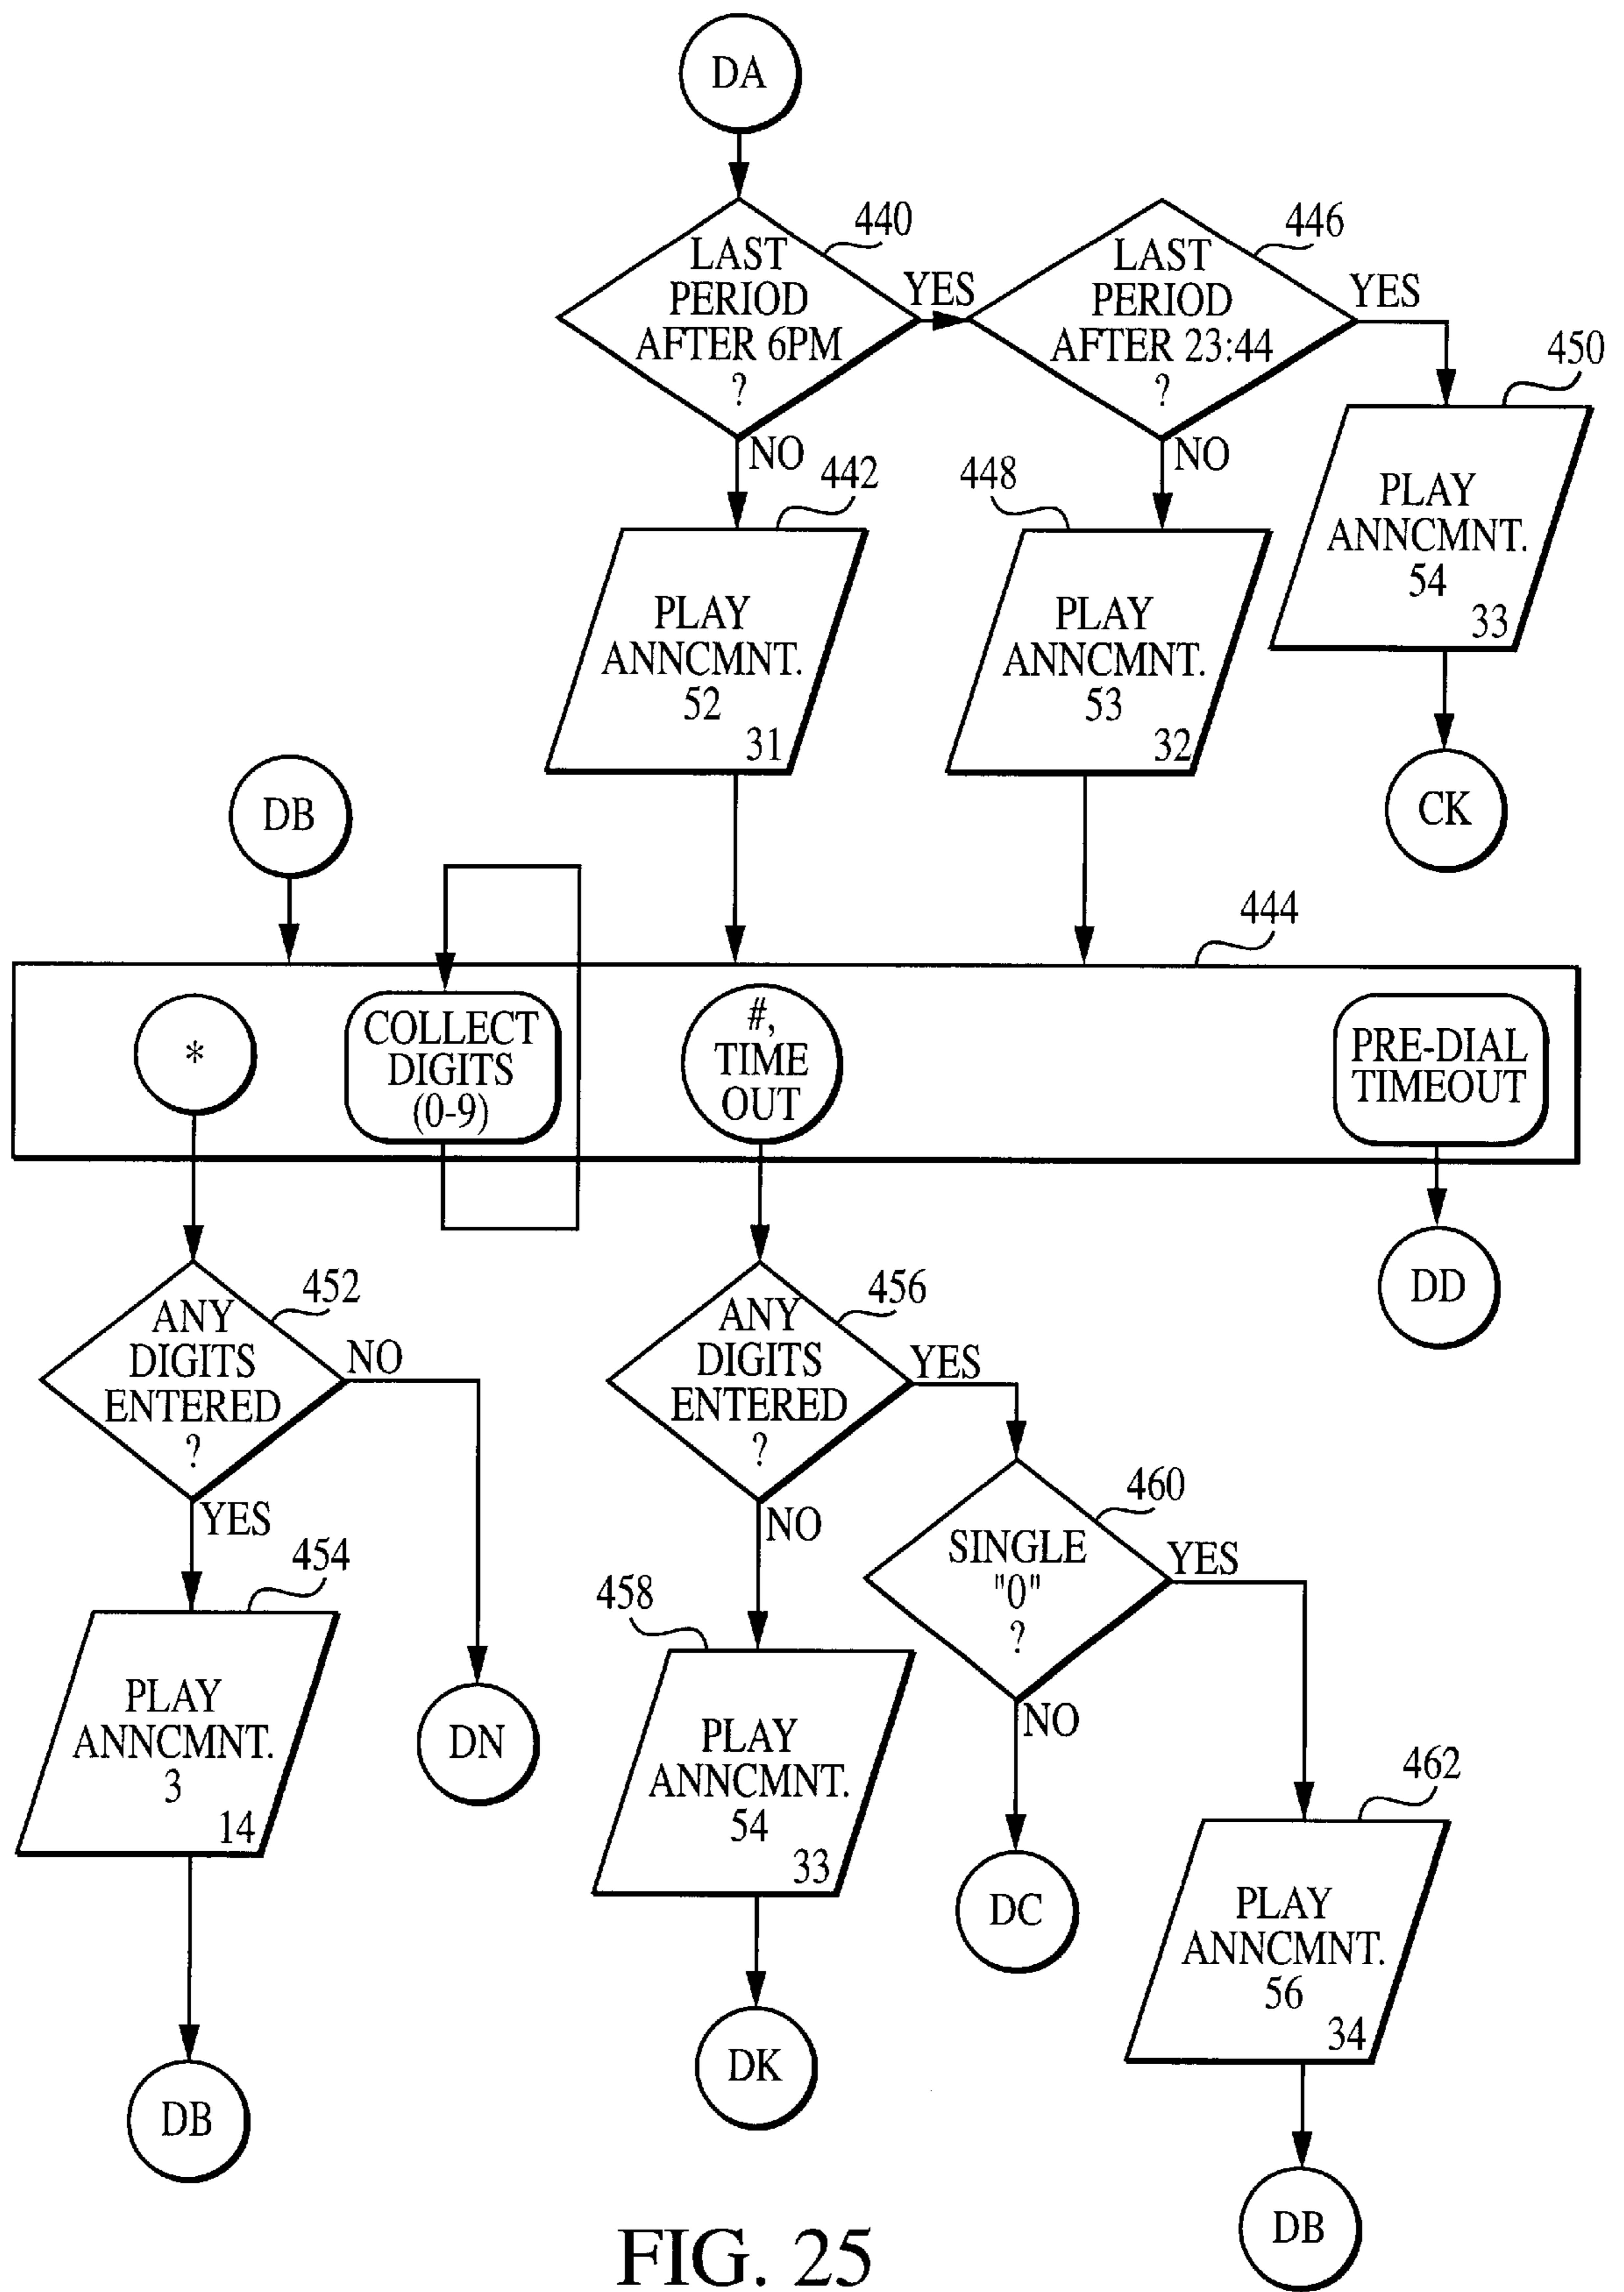 DA
440
LAST
PERIOD
AFTER 6PM
?
YES
NO
446
LAST
PERIOD
AFTER 23:44
?
YES
NO
450
PLAY
ANNCMNT.
54
33
442
PLAY
ANNCMNT.
52
31
448
PLAY
ANNCMNT.
53
32
CK
DB
444
*
COLLECT
DIGITS
(0-9)
#,
TIME
OUT
PRE-DIAL
TIMEOUT
DD
452
ANY
DIGITS
ENTERED
?
NO
YES
456
ANY
DIGITS
ENTERED
?
YES
NO
460
SINGLE
"0"
?
YES
NO
454
PLAY
ANNCMNT.
3
14
DN
458
PLAY
ANNCMNT.
54
33
DC
462
PLAY
ANNCMNT.
56
34
DB
DK
DB
FIG. 25